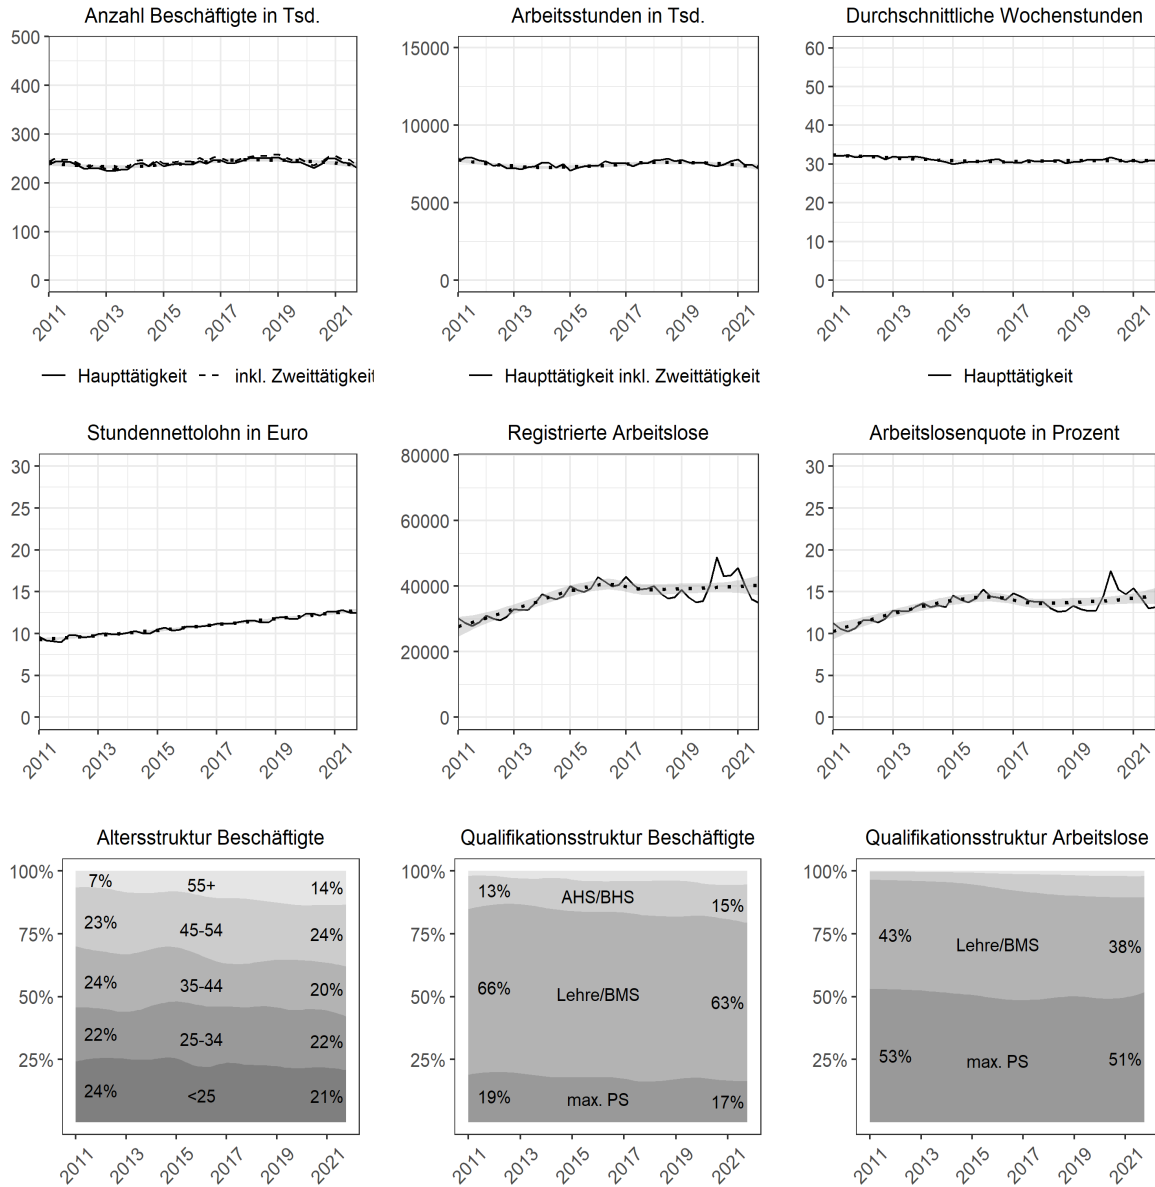 Anzahl Beschäftigte in Tsd.
500
400
300
200
100
0
2011 2013 2015 2017 2019 2021
Haupttätigkeit inkl. Zweittätigkeit
Arbeitsstunden in Tsd.
15000
10000
5000
0
2011 2013 2015 2017 2019 2021
Haupttätigkeit inkl. Zweittätigkeit
Durchschnittliche Wochenstunden
60
50
40
30
20
10
0
2011 2013 2015 2017 2019 2021
Haupttätigkeit
Stundennettolohn in Euro
30
25
20
15
10
5
0
2011 2013 2015 2017 2019 2021
Registrierte Arbeitslose
80000
60000
40000
20000
0
2011 2013 2015 2017 2019 2021
Arbeitslosenquote in Prozent
30
25
20
15
10
5
0
2011 2013 2015 2017 2019 2021
Altersstruktur Beschäftigte
100%
75%
50%
25%
7% 55+ 14%
23% 45-54 24%
24% 35-44 20%
22% 25-34 22%
24% <25 21%
2011 2013 2015 2017 2019 2021
Qualifikationsstruktur Beschäftigte
100%
75%
50%
25%
13% AHS/BHS 15%
66% Lehre/BMS 63%
19% max. PS 17%
2011 2013 2015 2017 2019 2021
Qualifikationsstruktur Arbeitslose
100%
75%
50%
25%
43% Lehre/BMS 38%
53% max. PS 51%
2011 2013 2015 2017 2019 2021